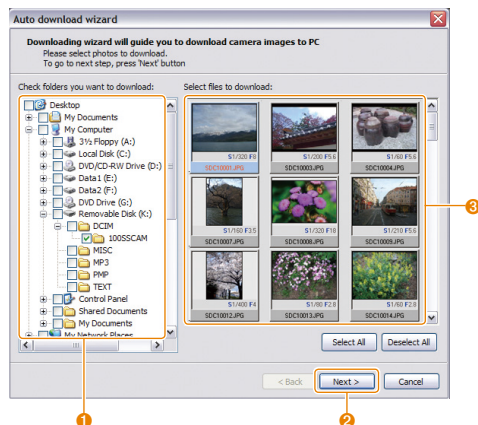 Auto download wizard
Downloading wizard will guide you to download camera images to PC
Please select photos to download.
To go to next step, press 'Next' button
Check folders you want to download:
Select files to download:
Desktop
My Documents
My Computer
3½ Floppy (A:)
Local Disk (C:)
DVD/CD-RW Drive (D:)
Data1 (E:)
Data2 (F:)
DVD Drive (G:)
Removable Disk (K:)
DCIM
100SSCAM
MISC
MP3
PMP
TEXT
Control Panel
Shared Documents
My Documents
My Network Places
S1/320 F8
S1/200 F5.6
S1/60 F5.6
SDC10001.JPG
SDC10003.JPG
SDC10004.JPG
S1/160 F3.5
S1/320 F18
S1/210 F5.6
SDC10007.JPG
SDC10008.JPG
SDC10009.JPG
S1/400 F4
S1/80 F2.8
S1/60 F2.8
SDC10012.JPG
SDC10013.JPG
SDC10014.JPG
3
Select All
Deselect All
< Back
Next >
Cancel
1
2